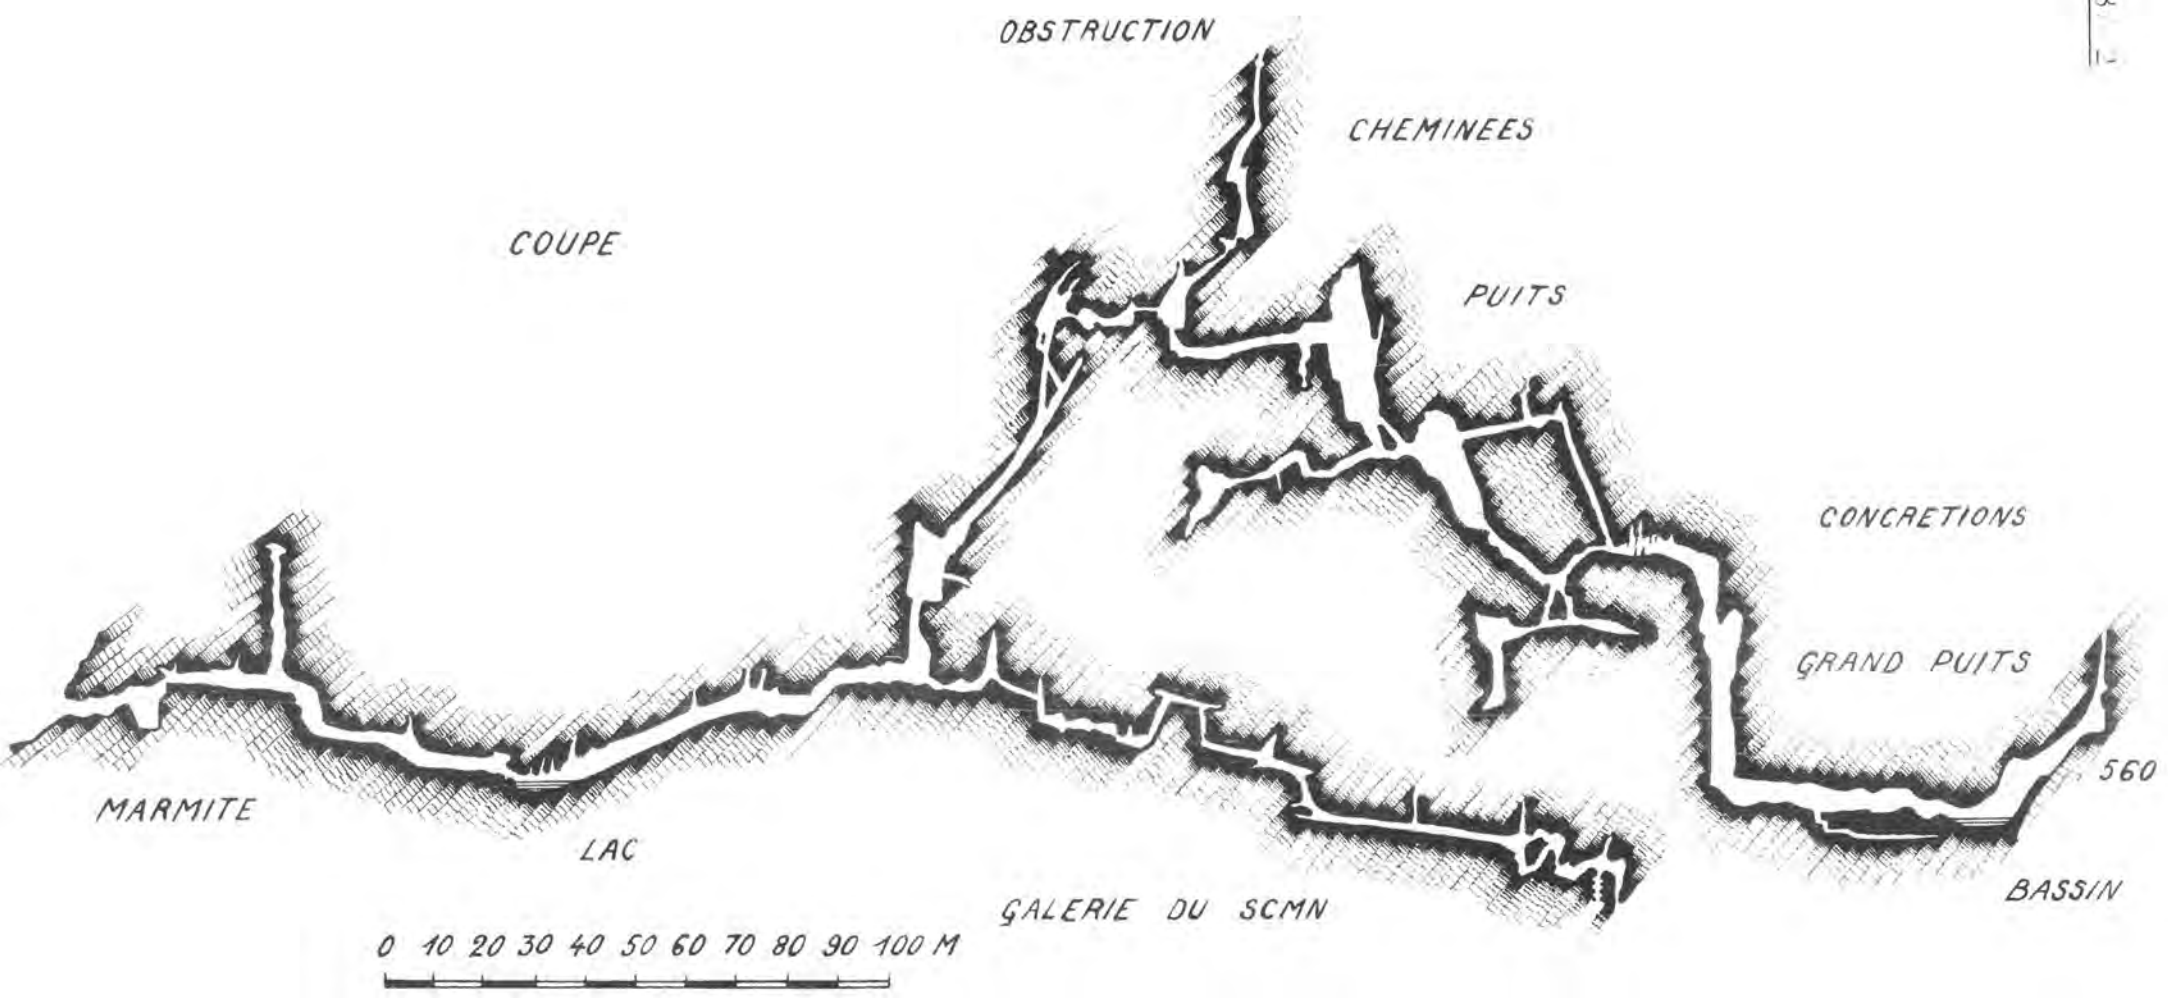 OBSTRUCTION
CHEMINEES
COUPE
PUITS
CONCRETIONS
GRAND PUITS
560
MARMITE
LAC
BASSIN
GALERIE DU SCMN
0 10 20 30 40 50 60 70 80 90 100 M